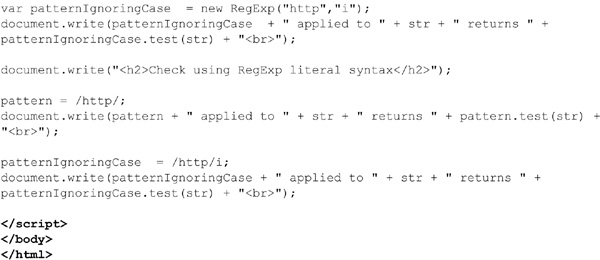 var patternIgnoringCase  = new RegExp("http","i");
document.write(patternIgnoringCase  + " applied to " + str + " returns " +
patternIgnoringCase.test(str) + "<br>");

document.write("<h2>Check using RegExp literal syntax</h2>");

pattern = /http/;
document.write(pattern + " applied to " + str + " returns " + pattern.test(str) +
"<br>");

patternIgnoringCase  = /http/i;
document.write(patternIgnoringCase + " applied to " + str + " returns " +
patternIgnoringCase.test(str) + "<br>");

</script>
</body>
</html>